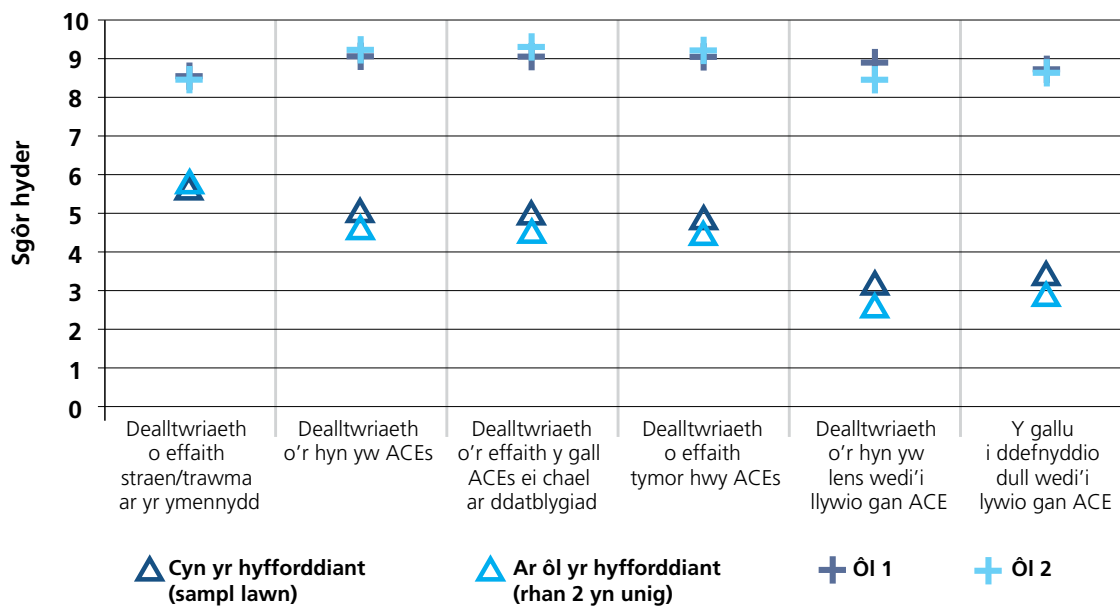 10
9
8
7
6
5
4
3
2
1
0
Sgôr hyder
Dealltwriaeth
o effaith
straen/trawma
ar yr ymennydd
Dealltwriaeth
o'r hyn yw ACEs
Dealltwriaeth
o'r effaith y gall
ACEs ei chael
ar ddatblygiad
Dealltwriaeth
o effaith
tymor hwy ACEs
Dealltwriaeth
o'r hyn yw
lens wedi'i
llywio gan ACE
Y gallu
i ddefnyddio
dull wedi'i
lywio gan ACE
Cyn yr hyfforddiant
(sampl lawn)
Ar ôl yr hyfforddiant
(rhan 2 yn unig)
Ôl 1
Ôl 2